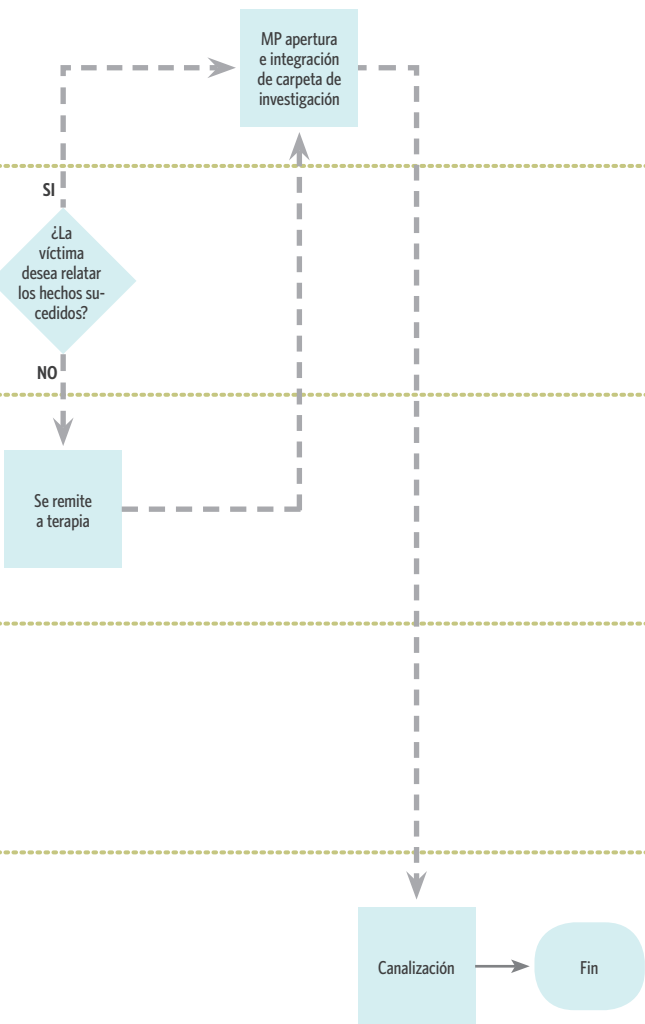 MP apertura
e integración
de carpeta de
investigación
SI
¿La
víctima
desea relatar
los hechos su-
cedidos?
NO
Se remite
a terapia
Canalización
Fin